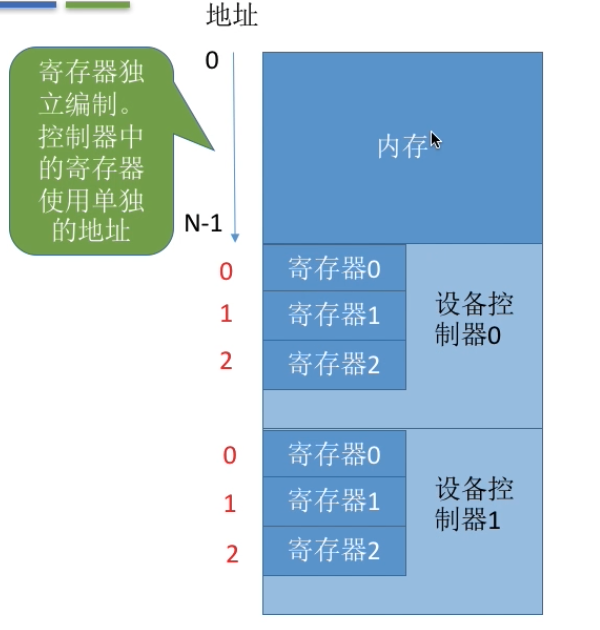 地址
0
寄存器独
立编制。
控制器中
的寄存器
使用单独
的地址
内存
N-1
0
寄存器0
1
寄存器1
2
寄存器2
设备控
制器0
0
寄存器0
1
寄存器1
2
寄存器2
设备控
制器1